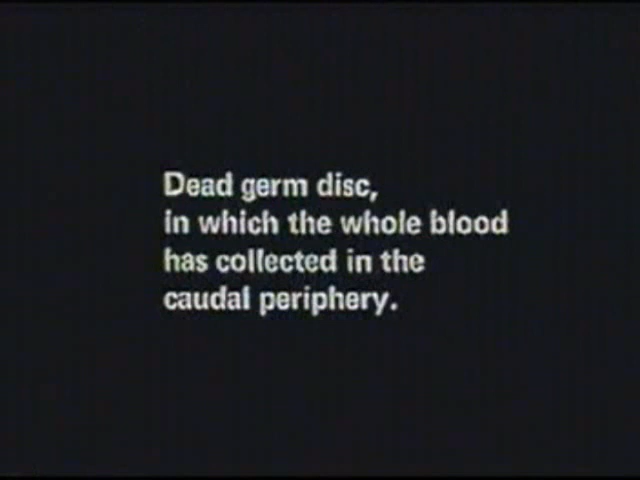 Dead germ disc,
in which the whole blood
has collected in the
caudal periphery.